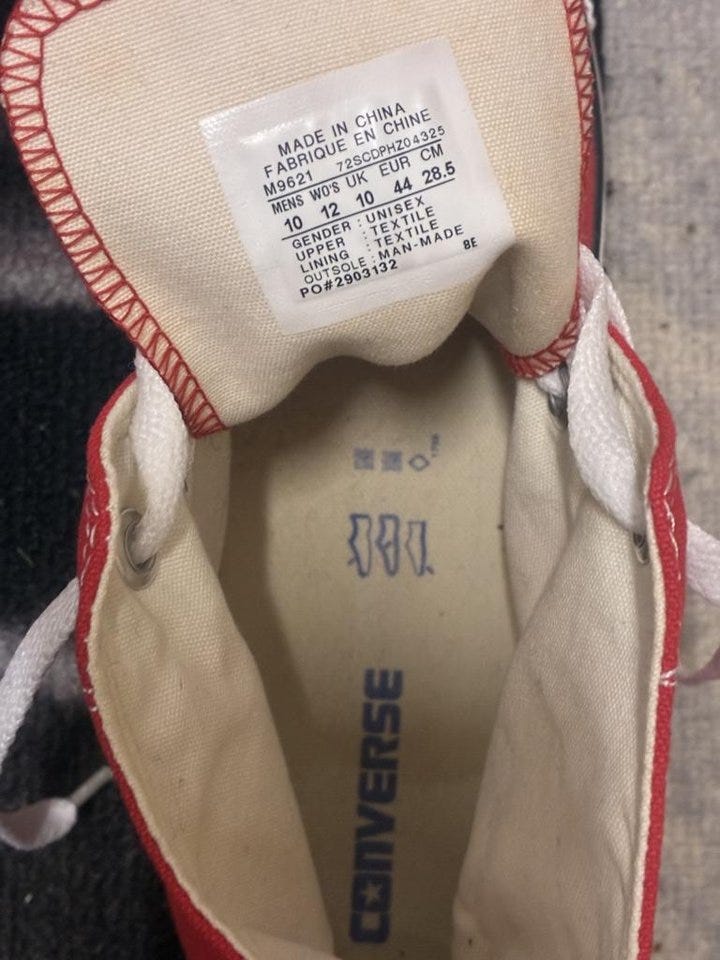 MADE IN CHINA
FABRIQUE EN CHINE
M9621 72SCDPHZ04325
MENS WO'S UK EUR CM
10 12 10 44 28.5
GENDER : UNISEX
UPPER : TEXTILE
LINING : TEXTILE
OUTSOLE : MAN-MADE
PO#2903132 BE
CONVERSE